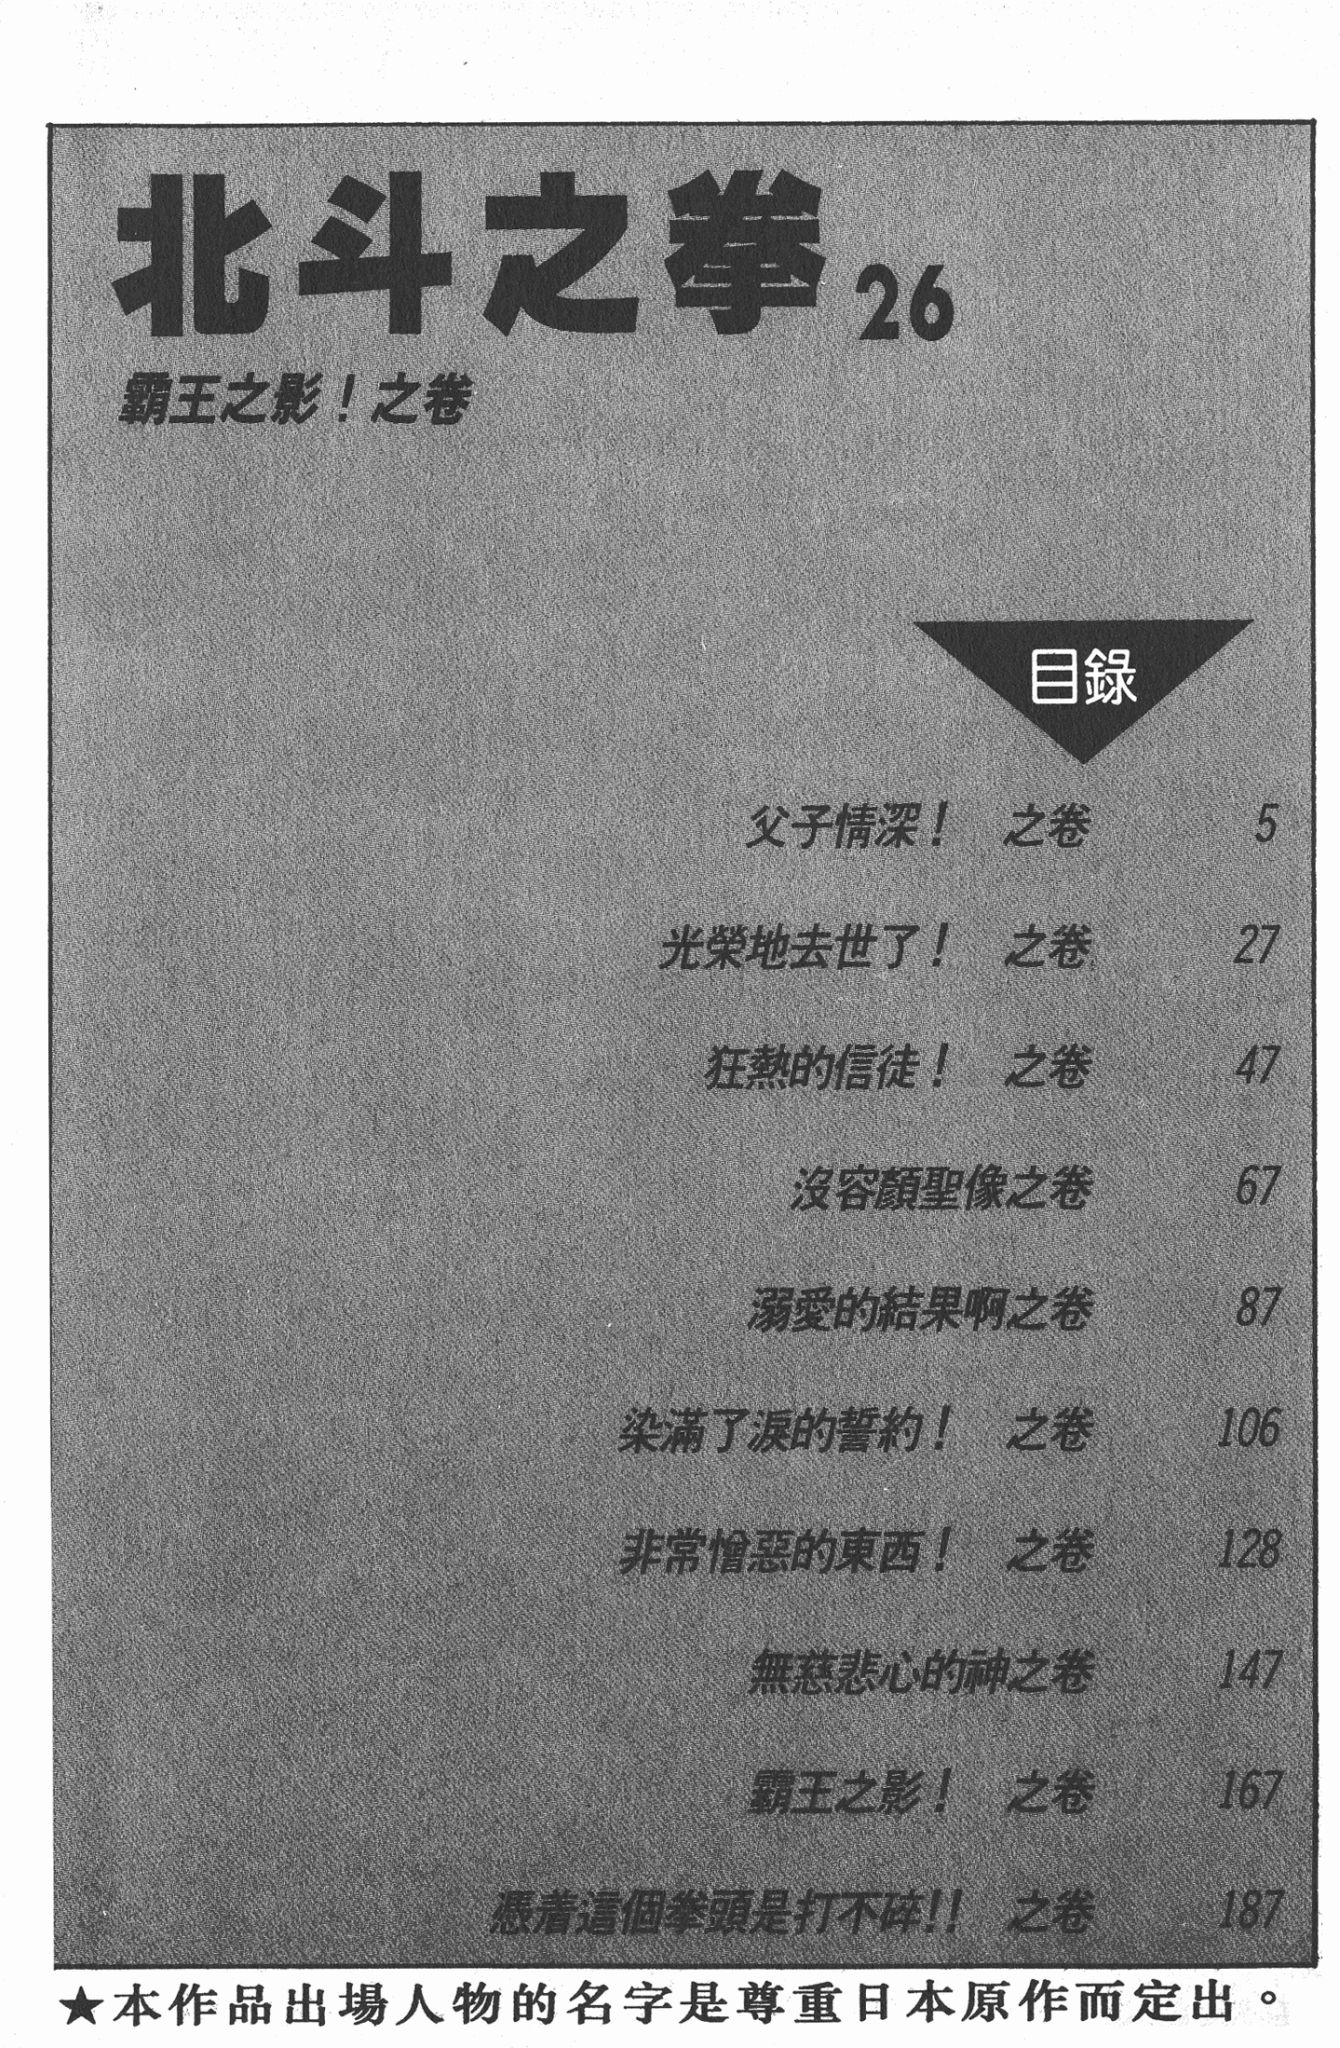 北斗之拳 26
霸王之影！之卷
目錄
父子情深！　之卷 5
光榮地去世了！　之卷 27
狂熱的信徒！　之卷 47
沒容顏聖像之卷 67
溺愛的結果啊之卷 87
染滿了淚的誓約！　之卷 106
非常憎惡的東西！　之卷 128
無慈悲心的神之卷 147
霸王之影！　之卷 167
憑着這個拳頭是打不碎!!　之卷 187
★本作品出場人物的名字是尊重日本原作而定出。